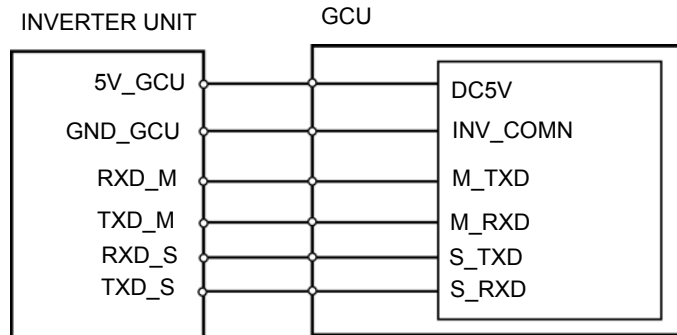 INVERTER UNIT GCU
5V_GCU DC5V
GND_GCU INV_COMN
RXD_M M_TXD
TXD_M M_RXD
RXD_S S_TXD
TXD_S S_RXD